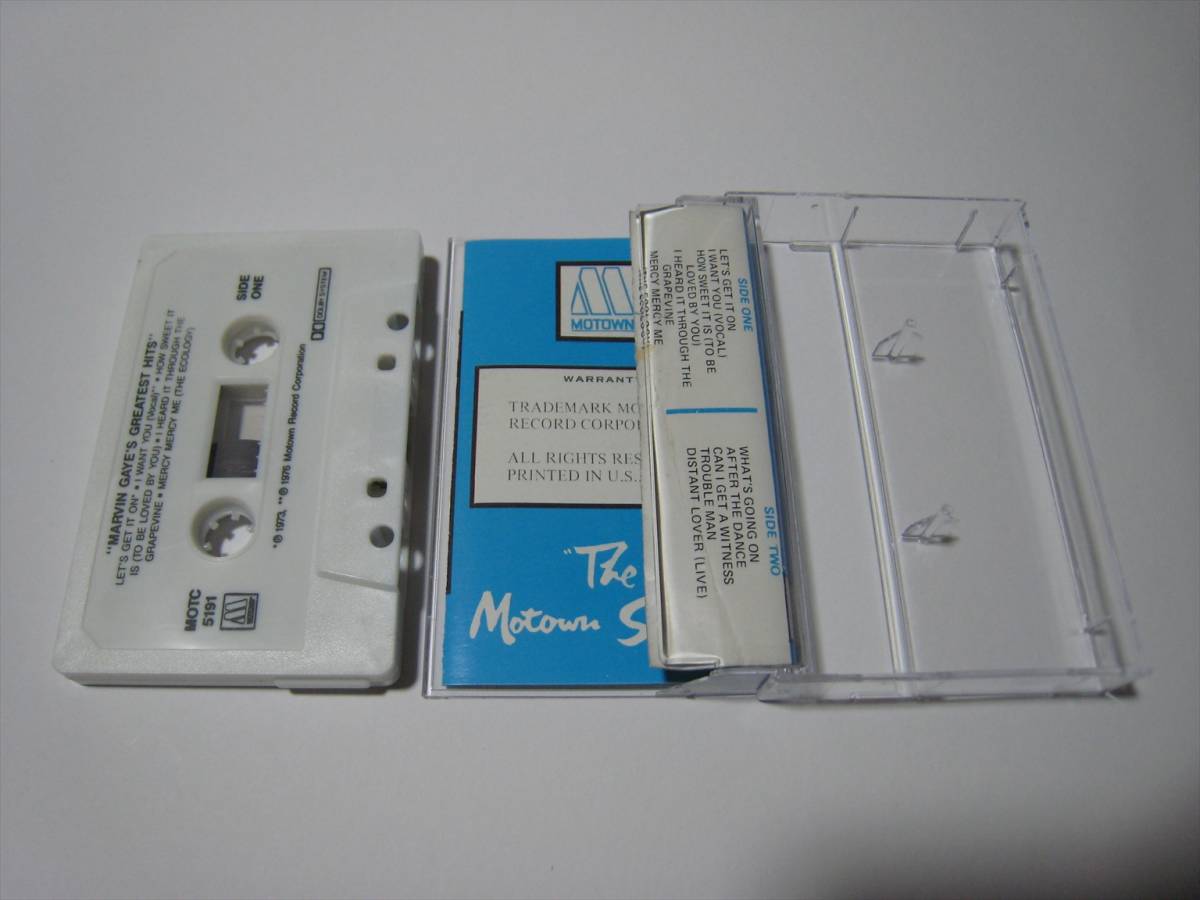 "MARVIN GAYE'S GREATEST HITS"
LET'S GET IT ON* • I WANT YOU (Vocal)** • HOW SWEET IT
IS (TO BE LOVED BY YOU) • I HEARD IT THROUGH THE
GRAPEVINE • MERCY MERCY ME (THE ECOLOGY)
SIDE
ONE
DOLBY SYSTEM
MOTC
5191
*℗ 1973, **℗ 1976 Motown Record Corporation
MOTOWN
WARRANT
TRADEMARK MO
RECORD CORPO
ALL RIGHTS RES
PRINTED IN U.S.
"The
Motown S
SIDE ONE
LET'S GET IT ON
I WANT YOU (VOCAL)
HOW SWEET IT IS (TO BE
LOVED BY YOU)
I HEARD IT THROUGH THE
GRAPEVINE
MERCY MERCY ME
(THE ECOLOGY)
SIDE TWO
WHAT'S GOING ON
AFTER THE DANCE
CAN I GET A WITNESS
TROUBLE MAN
DISTANT LOVER (LIVE)